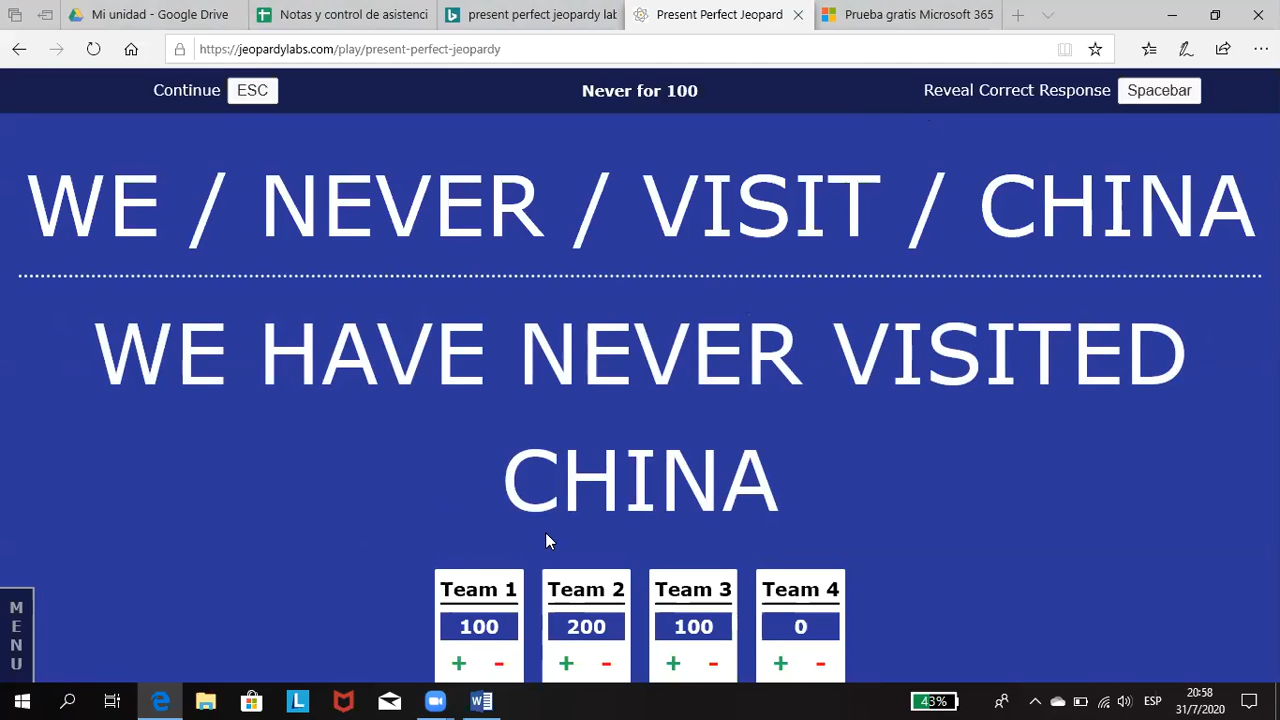 Mi unidad - Google Drive
Notas y control de asistenci
present perfect jeopardy lab
Present Perfect Jeopard
Prueba gratis Microsoft 365
https://jeopardylabs.com/play/present-perfect-jeopardy
Continue ESC
Never for 100
Reveal Correct Response Spacebar
WE / NEVER / VISIT / CHINA
WE HAVE NEVER VISITED
CHINA
MENU
Team 1 Team 2 Team 3 Team 4
100 200 100 0
+ - + - + - + -
43%
ESP
20:58
31/7/2020